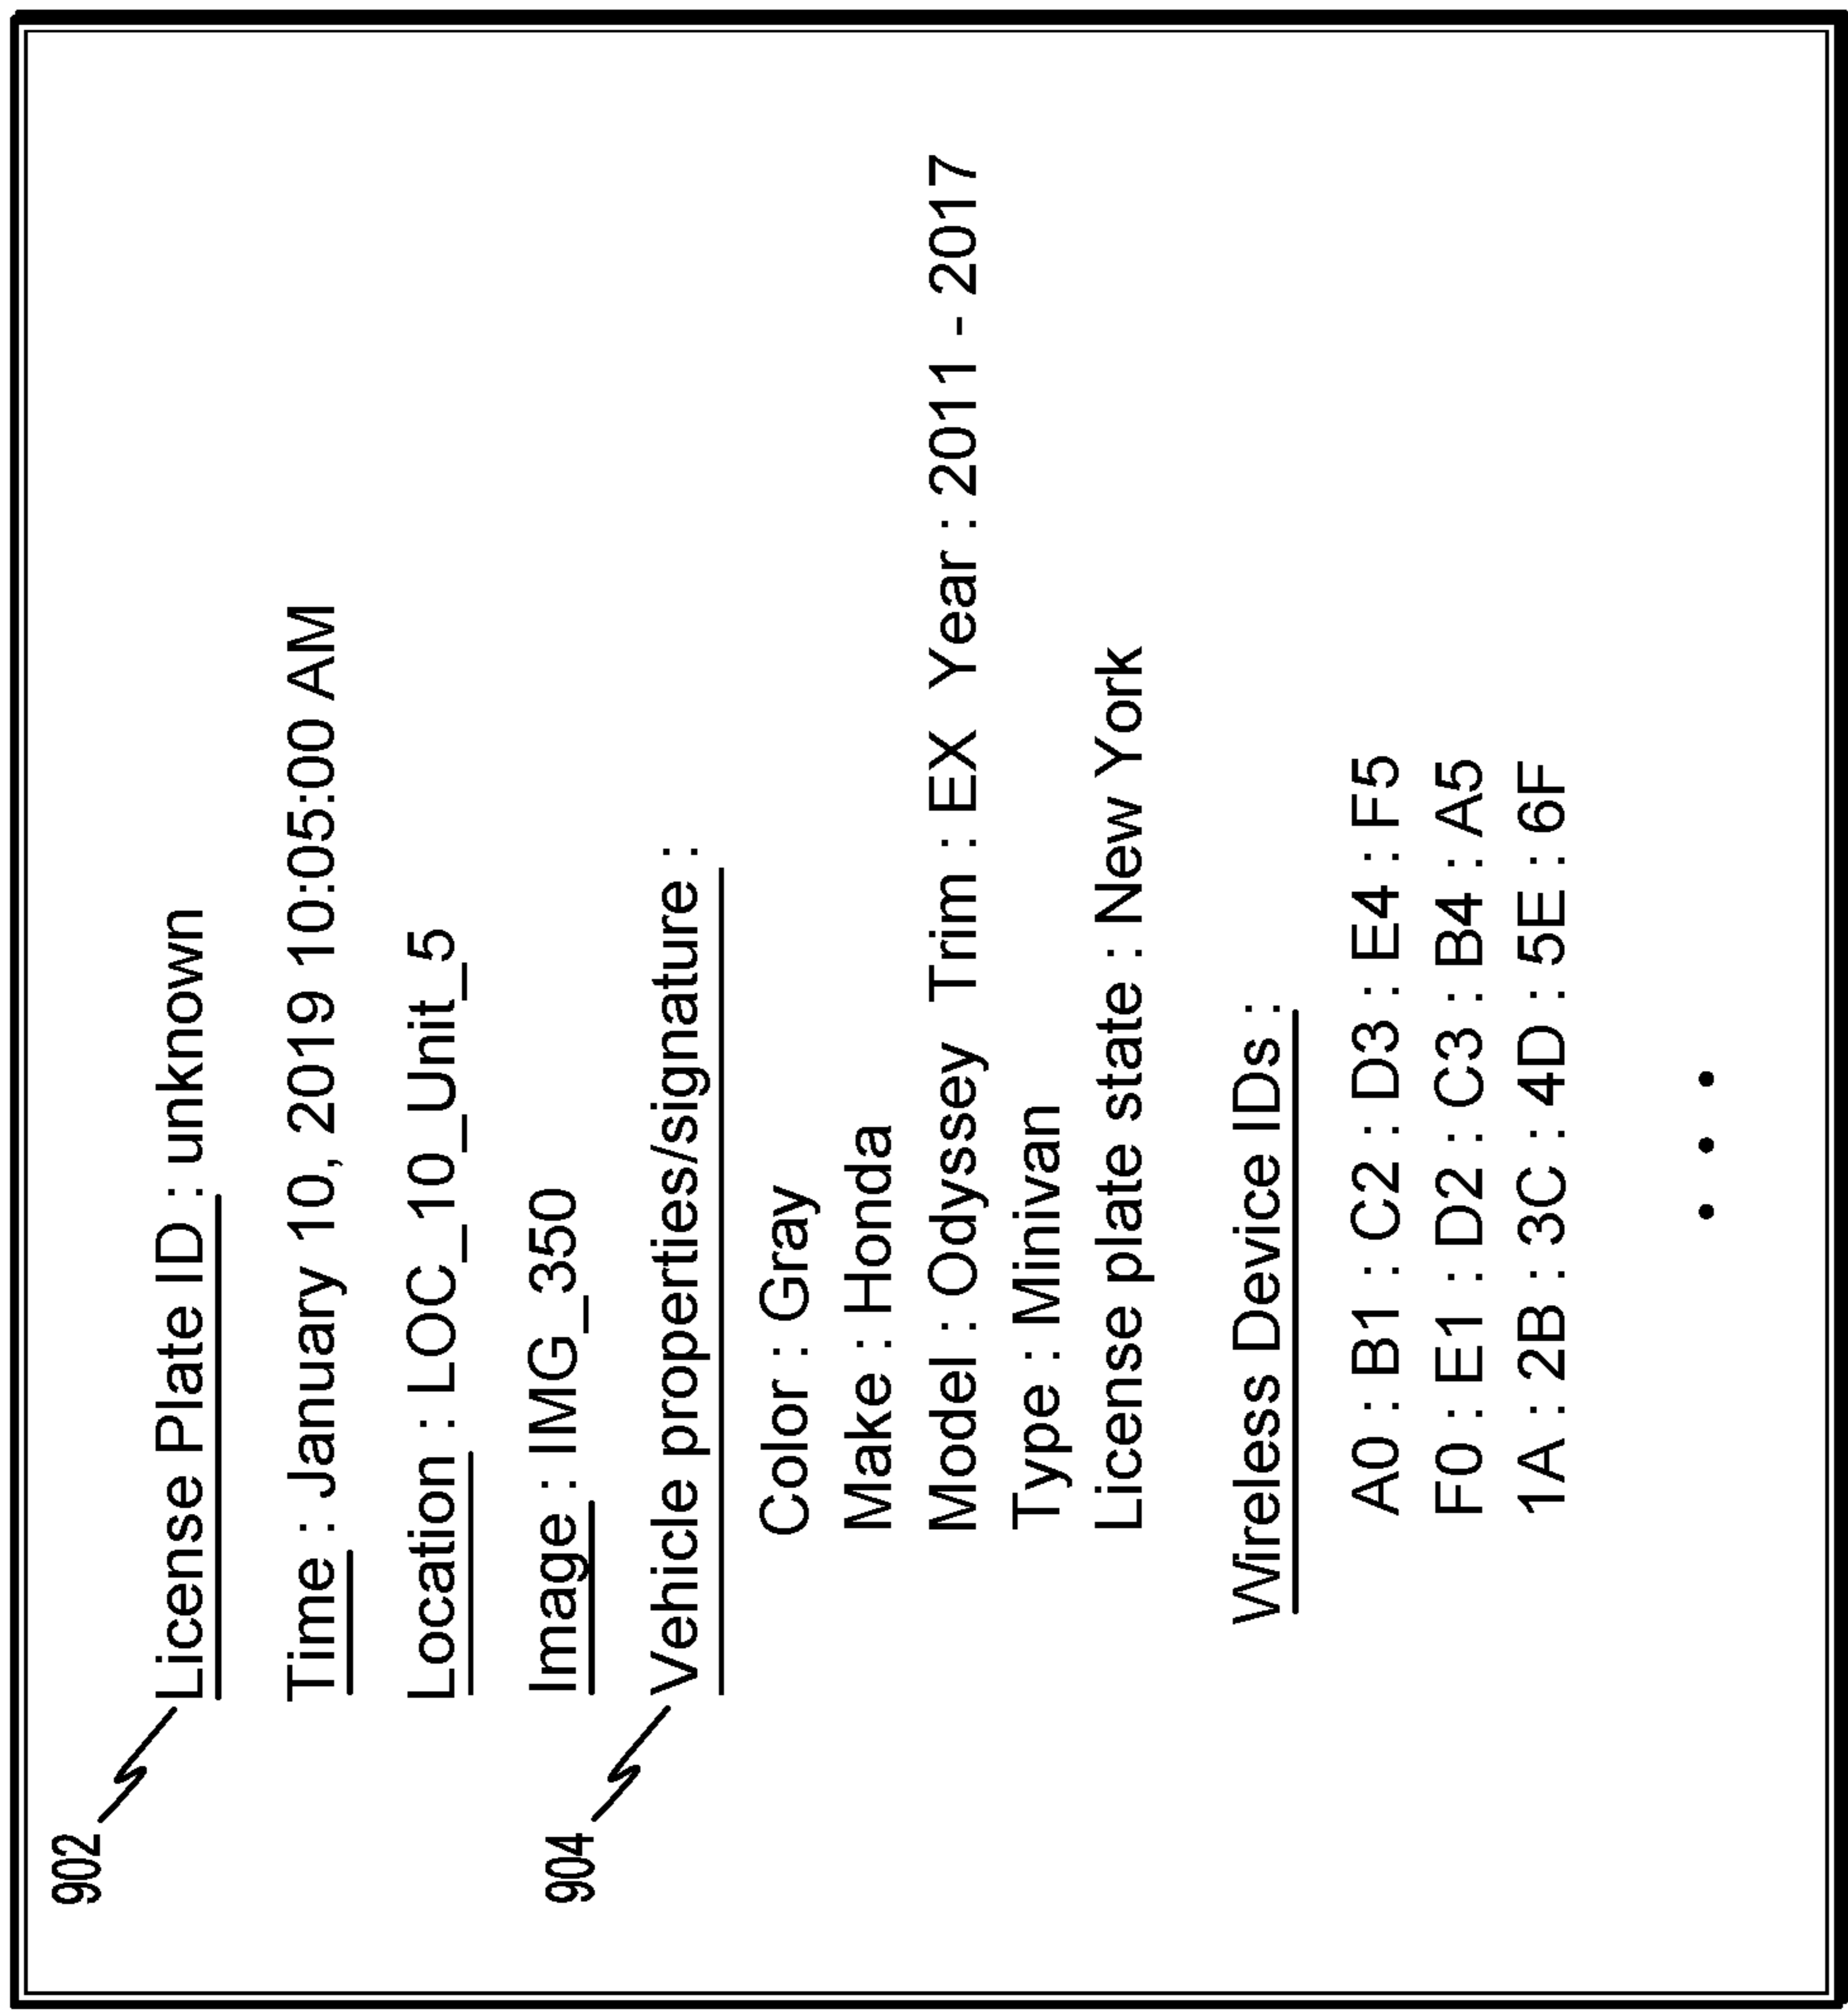 902
License Plate ID : unknown
Time : January 10, 2019 10:05:00 AM
Location : LOC_10_Unit_5
Image : IMG_350
904
Vehicle properties/signature :
Color : Gray
Make : Honda
Model : Odyssey Trim : EX Year : 2011 - 2017
Type : Minivan
License plate state : New York
Wireless Device IDs :
A0 : B1 : C2 : D3 : E4 : F5
F0 : E1 : D2 : C3 : B4 : A5
1A : 2B : 3C : 4D : 5E : 6F
• • •